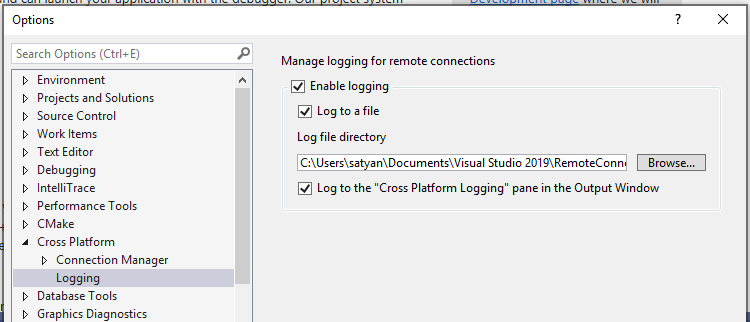 and can launch your application with the debugger. Our project system
Development page where we will
Options
? ×
Search Options (Ctrl+E)
Environment
Projects and Solutions
Source Control
Work Items
Text Editor
Debugging
IntelliTrace
Performance Tools
CMake
Cross Platform
Connection Manager
Logging
Database Tools
Graphics Diagnostics
Manage logging for remote connections
Enable logging
Log to a file
Log file directory
C:\Users\satyan\Documents\Visual Studio 2019\RemoteConne
Browse...
Log to the "Cross Platform Logging" pane in the Output Window